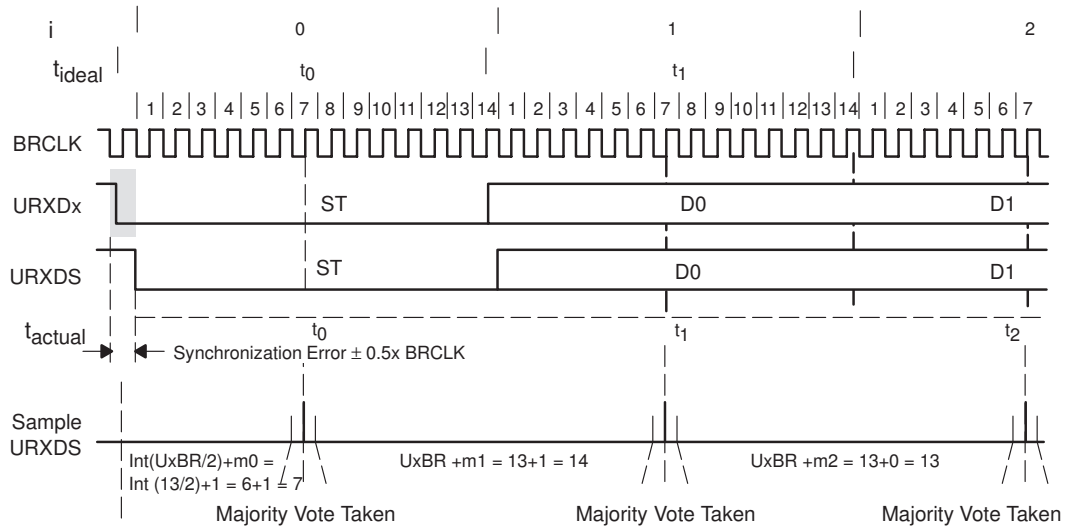 i 0 1 2
tideal t0 t1
1 2 3 4 5 6 7 8 9 10 11 12 13 14 1 2 3 4 5 6 7 8 9 10 11 12 13 14 1 2 3 4 5 6 7
BRCLK
URXDx ST D0 D1
URXDS ST D0 D1
tactual t0 t1 t2
Synchronization Error ± 0.5x BRCLK
Sample
URXDS
Int(UxBR/2)+m0 =
Int (13/2)+1 = 6+1 = 7
UxBR +m1 = 13+1 = 14
UxBR +m2 = 13+0 = 13
Majority Vote Taken Majority Vote Taken Majority Vote Taken